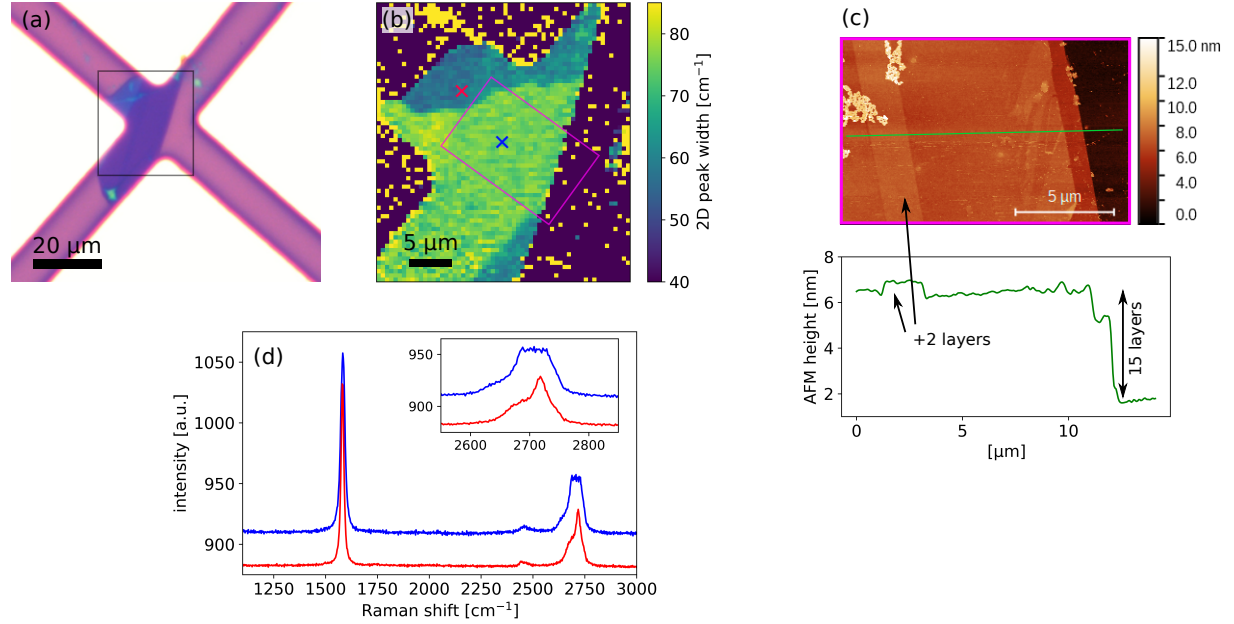 (a)
20 µm
(b)
5 µm
80
70
60
50
40
2D peak width [cm⁻¹]
(c)
5 µm
15.0 nm
12.0
10.0
8.0
6.0
4.0
0.0
8
6
4
2
AFM height [nm]
+2 layers
15 layers
0
5
10
[µm]
(d)
1050
1000
950
900
intensity [a.u.]
950
900
2600
2700
2800
1250
1500
1750
2000
2250
2500
2750
3000
Raman shift [cm⁻¹]